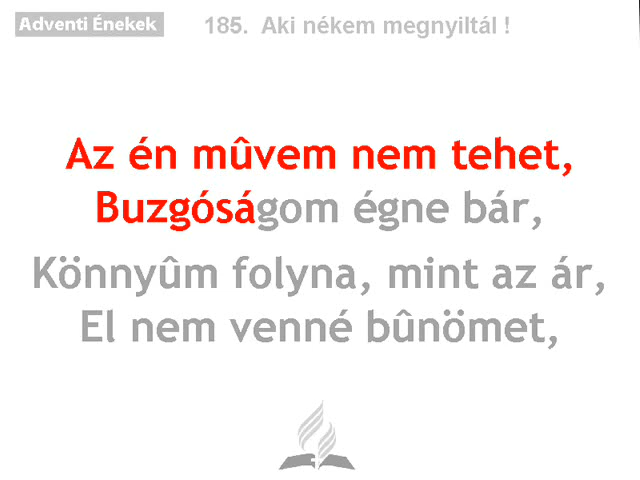 Adventi Énekek
185. Aki nékem megnyiltál !
Az én mûvem nem tehet,
Buzgóságom égne bár,
Könnyûm folyna, mint az ár,
El nem venné bûnömet,